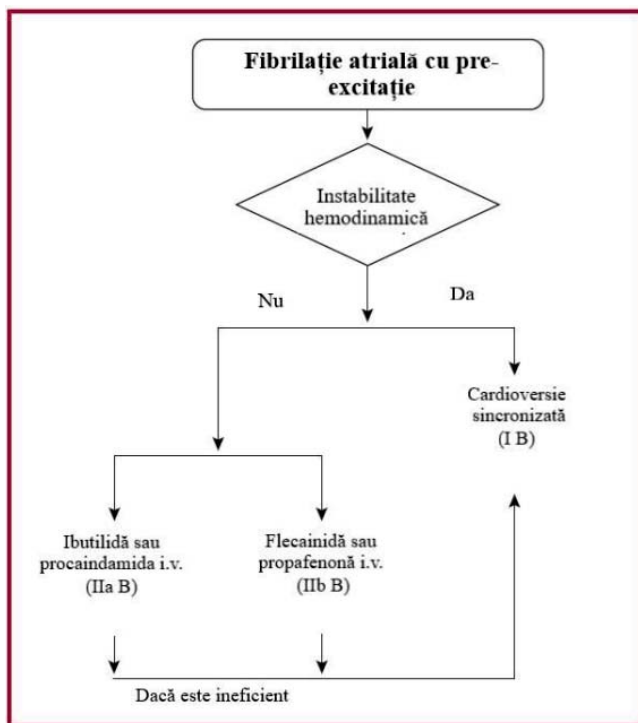 Fibrilație atrială cu pre-
excitație
Instabilitate
hemodinamică
Nu
Da
Cardioversie
sincronizată
(I B)
Ibutilidă sau
procaindamida i.v.
(IIa B)
Flecainidă sau
propafenonă i.v.
(IIb B)
Dacă este ineficient